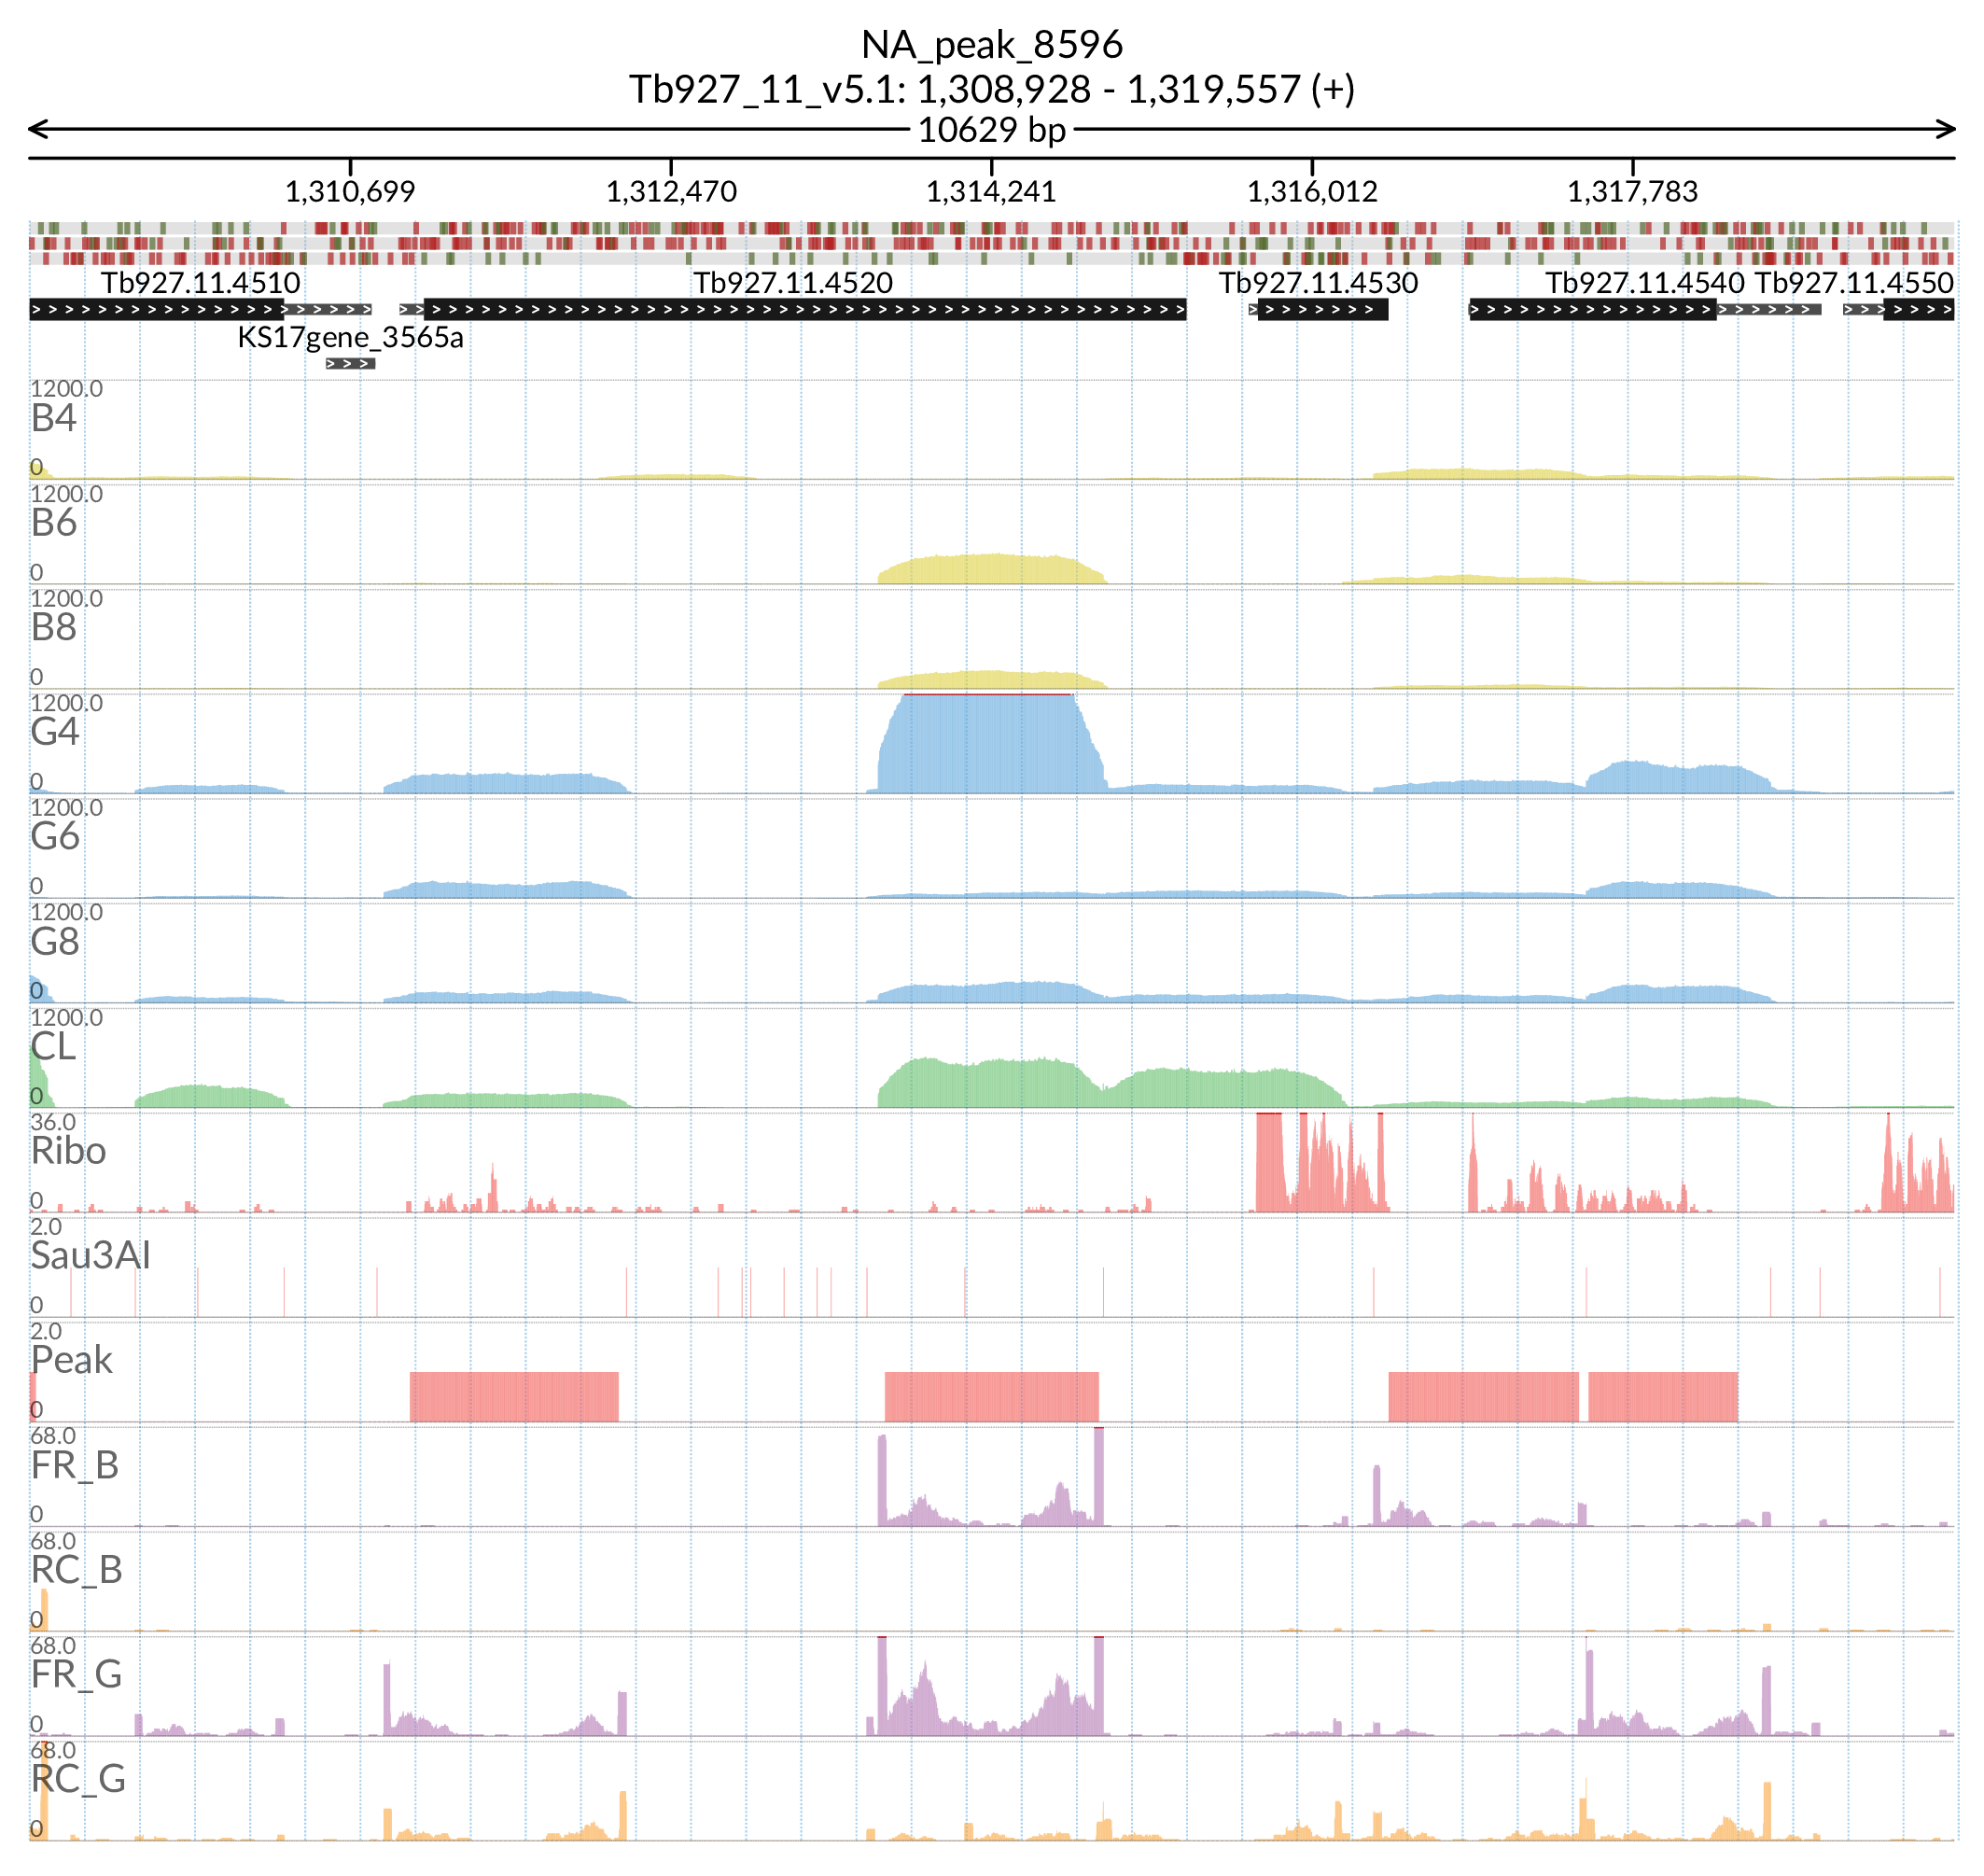 NA_peak_8596
Tb927_11_v5.1: 1,308,928 - 1,319,557 (+)
10629 bp
1,310,699 1,312,470 1,314,241 1,316,012 1,317,783
Tb927.11.4510 Tb927.11.4520 Tb927.11.4530 Tb927.11.4540 Tb927.11.4550
KS17gene_3565a
1200.0
B4
0
1200.0
B6
0
1200.0
B8
0
1200.0
G4
0
1200.0
G6
0
1200.0
G8
0
1200.0
CL
0
36.0
Ribo
0
2.0
Sau3AI
0
2.0
Peak
0
68.0
FR_B
0
68.0
RC_B
0
68.0
FR_G
0
68.0
RC_G
0